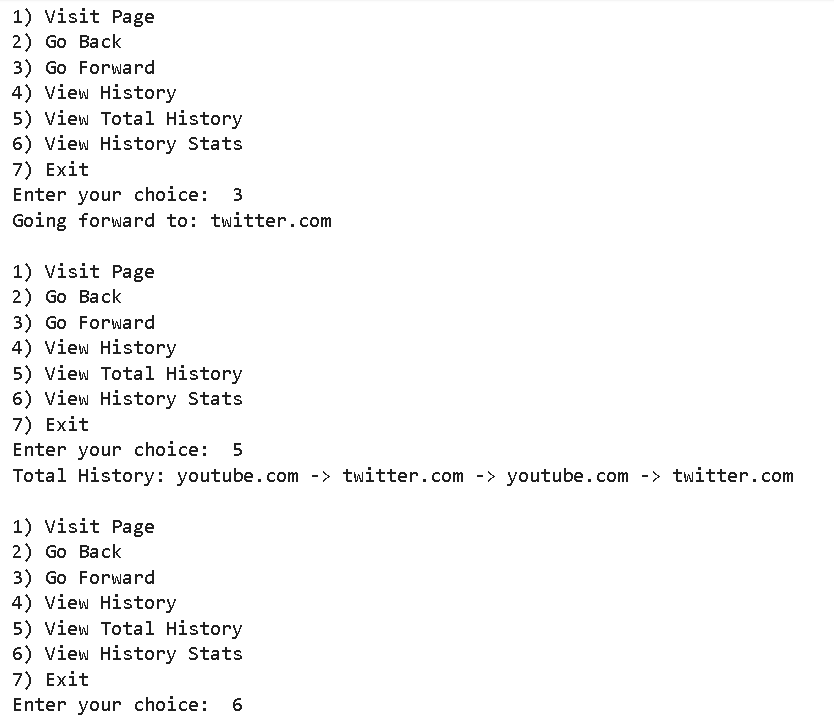 1) Visit Page
2) Go Back
3) Go Forward
4) View History
5) View Total History
6) View History Stats
7) Exit
Enter your choice:  3
Going forward to: twitter.com

1) Visit Page
2) Go Back
3) Go Forward
4) View History
5) View Total History
6) View History Stats
7) Exit
Enter your choice:  5
Total History: youtube.com -> twitter.com -> youtube.com -> twitter.com

1) Visit Page
2) Go Back
3) Go Forward
4) View History
5) View Total History
6) View History Stats
7) Exit
Enter your choice:  6